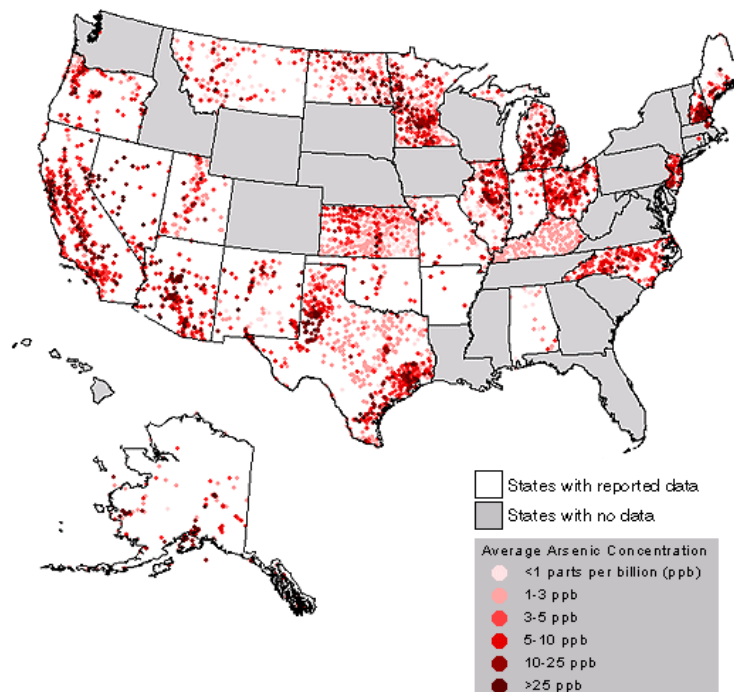 States with reported data
States with no data
Average Arsenic Concentration
<1 parts per billion (ppb)
1-3 ppb
3-5 ppb
5-10 ppb
10-25 ppb
>25 ppb